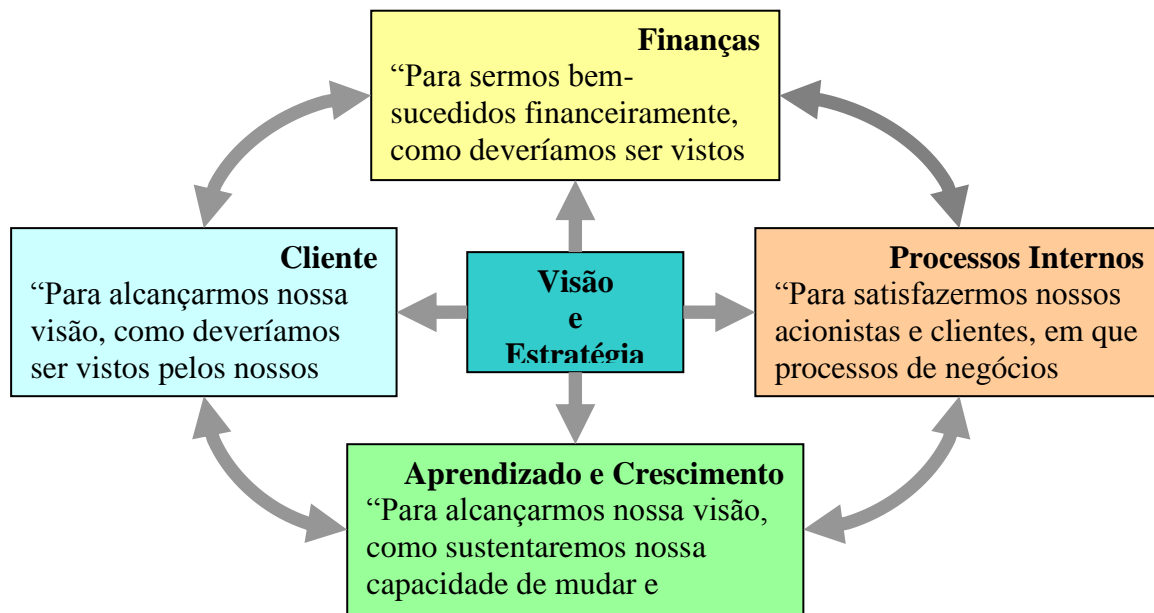 Finanças
“Para sermos bem-
sucedidos financeiramente,
como deveríamos ser vistos
Cliente
“Para alcançarmos nossa
visão, como deveríamos
ser vistos pelos nossos
Visão
e
Estratégia
Processos Internos
“Para satisfazermos nossos
acionistas e clientes, em que
processos de negócios
Aprendizado e Crescimento
“Para alcançarmos nossa visão,
como sustentaremos nossa
capacidade de mudar e